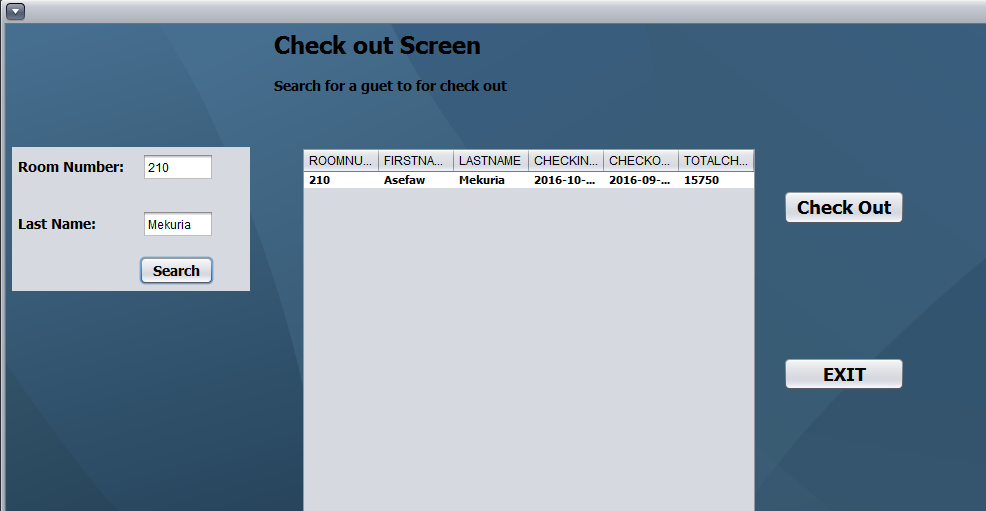 Check out Screen
Search for a guet to for check out
Room Number: 210
Last Name: Mekuria
Search
ROOMNU... FIRSTNA... LASTNAME CHECKIN... CHECKO... TOTALCH...
210 Asefaw Mekuria 2016-10-... 2016-09-... 15750
Check Out
EXIT